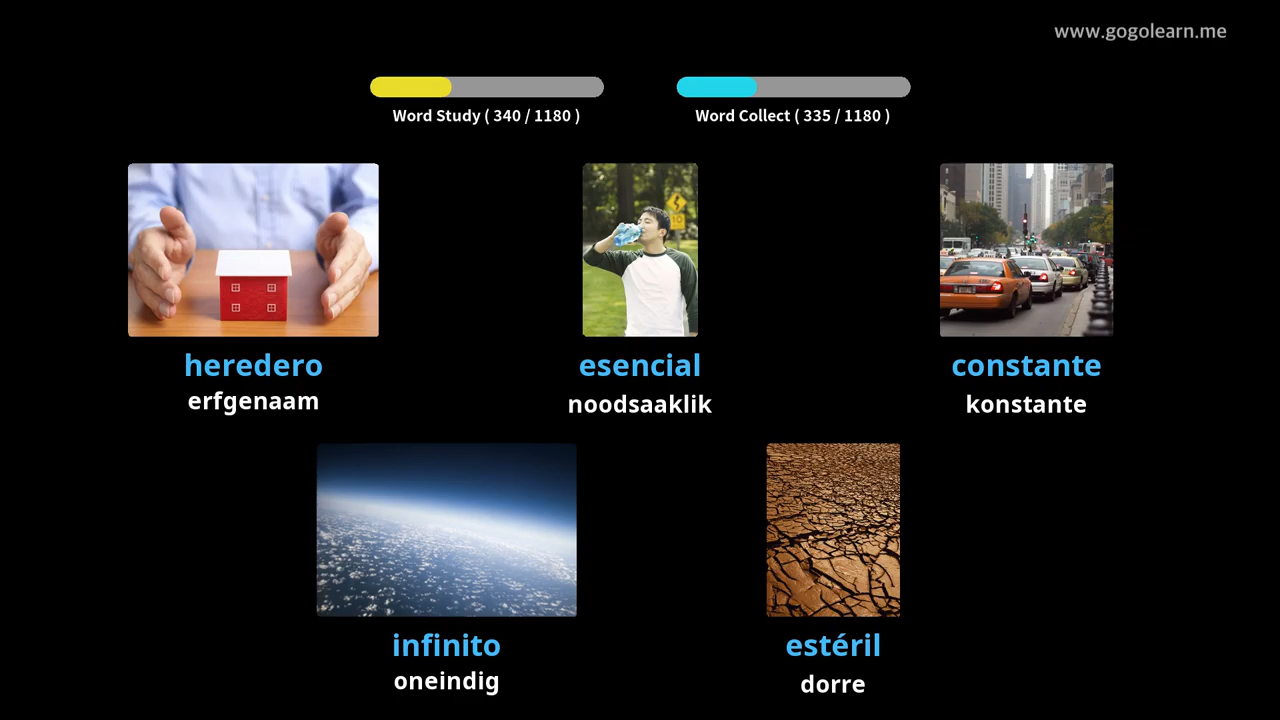 www.gogolearn.me
Word Study ( 340 / 1180 )
Word Collect ( 335 / 1180 )
heredero
erfgenaam
esencial
noodsaaklik
constante
konstante
infinito
oneindig
estéril
dorre